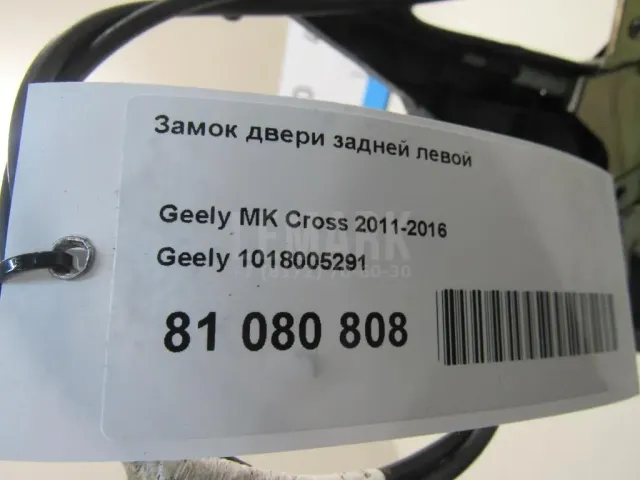 Замок двери задней левой
Geely MK Cross 2011-2016
Geely 1018005291
81 080 808